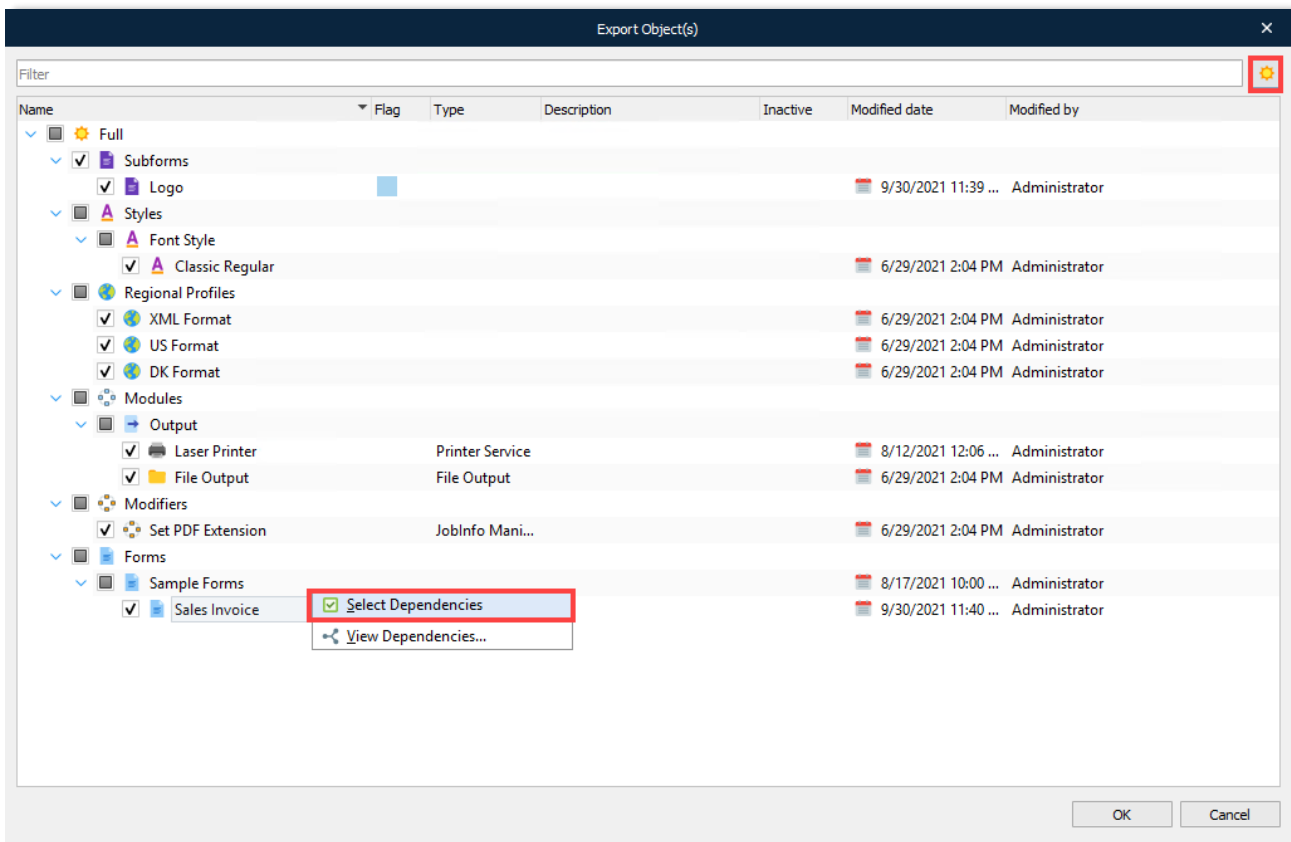 Export Object(s)
Filter
Name Flag Type Description Inactive Modified date Modified by
Full
Subforms
Logo 9/30/2021 11:39 ... Administrator
Styles
Font Style
Classic Regular 6/29/2021 2:04 PM Administrator
Regional Profiles
XML Format 6/29/2021 2:04 PM Administrator
US Format 6/29/2021 2:04 PM Administrator
DK Format 6/29/2021 2:04 PM Administrator
Modules
Output
Laser Printer Printer Service 8/12/2021 12:06 ... Administrator
File Output File Output 6/29/2021 2:04 PM Administrator
Modifiers
Set PDF Extension JobInfo Mani... 6/29/2021 2:04 PM Administrator
Forms
Sample Forms 8/17/2021 10:00 ... Administrator
Sales Invoice Select Dependencies 9/30/2021 11:40 ... Administrator
View Dependencies...
OK Cancel